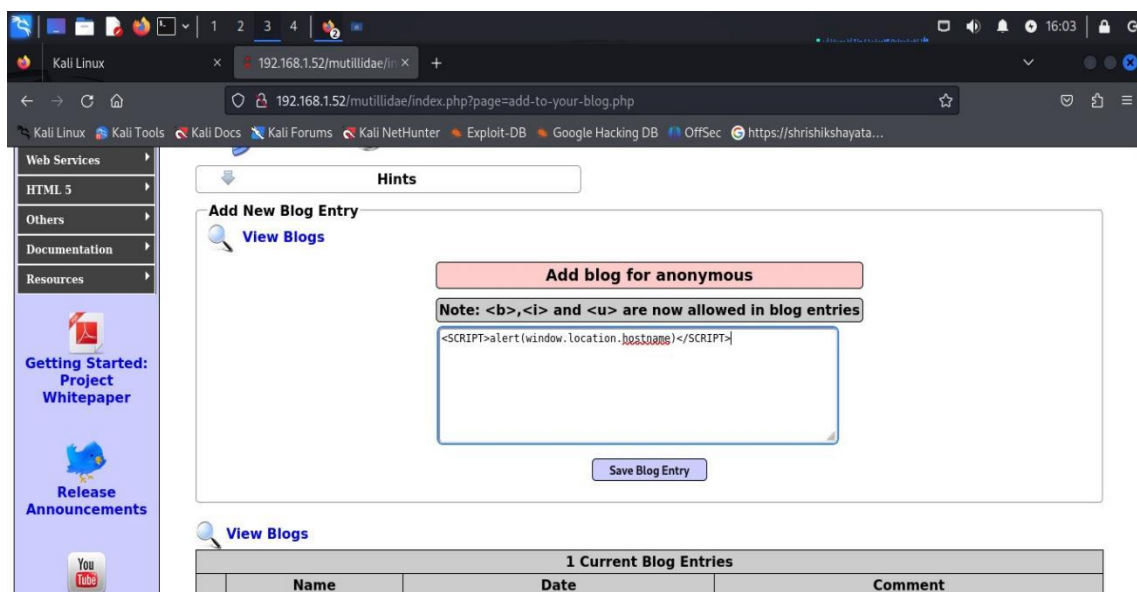 1 2 3 4 2 16:03 G
Kali Linux × 192.168.1.52/mutillidae/in × +
192.168.1.52/mutillidae/index.php?page=add-to-your-blog.php
Kali Linux Kali Tools Kali Docs Kali Forums Kali NetHunter Exploit-DB Google Hacking DB OffSec https://shrishikshayata...
Web Services
HTML 5
Others
Documentation
Resources
Getting Started:
Project
Whitepaper
Release
Announcements
You
Tube
Hints
Add New Blog Entry
View Blogs
Add blog for anonymous
Note: <b>,<i> and <u> are now allowed in blog entries
<SCRIPT>alert(window.location.hostname)</SCRIPT>
Save Blog Entry
View Blogs
1 Current Blog Entries
Name Date Comment